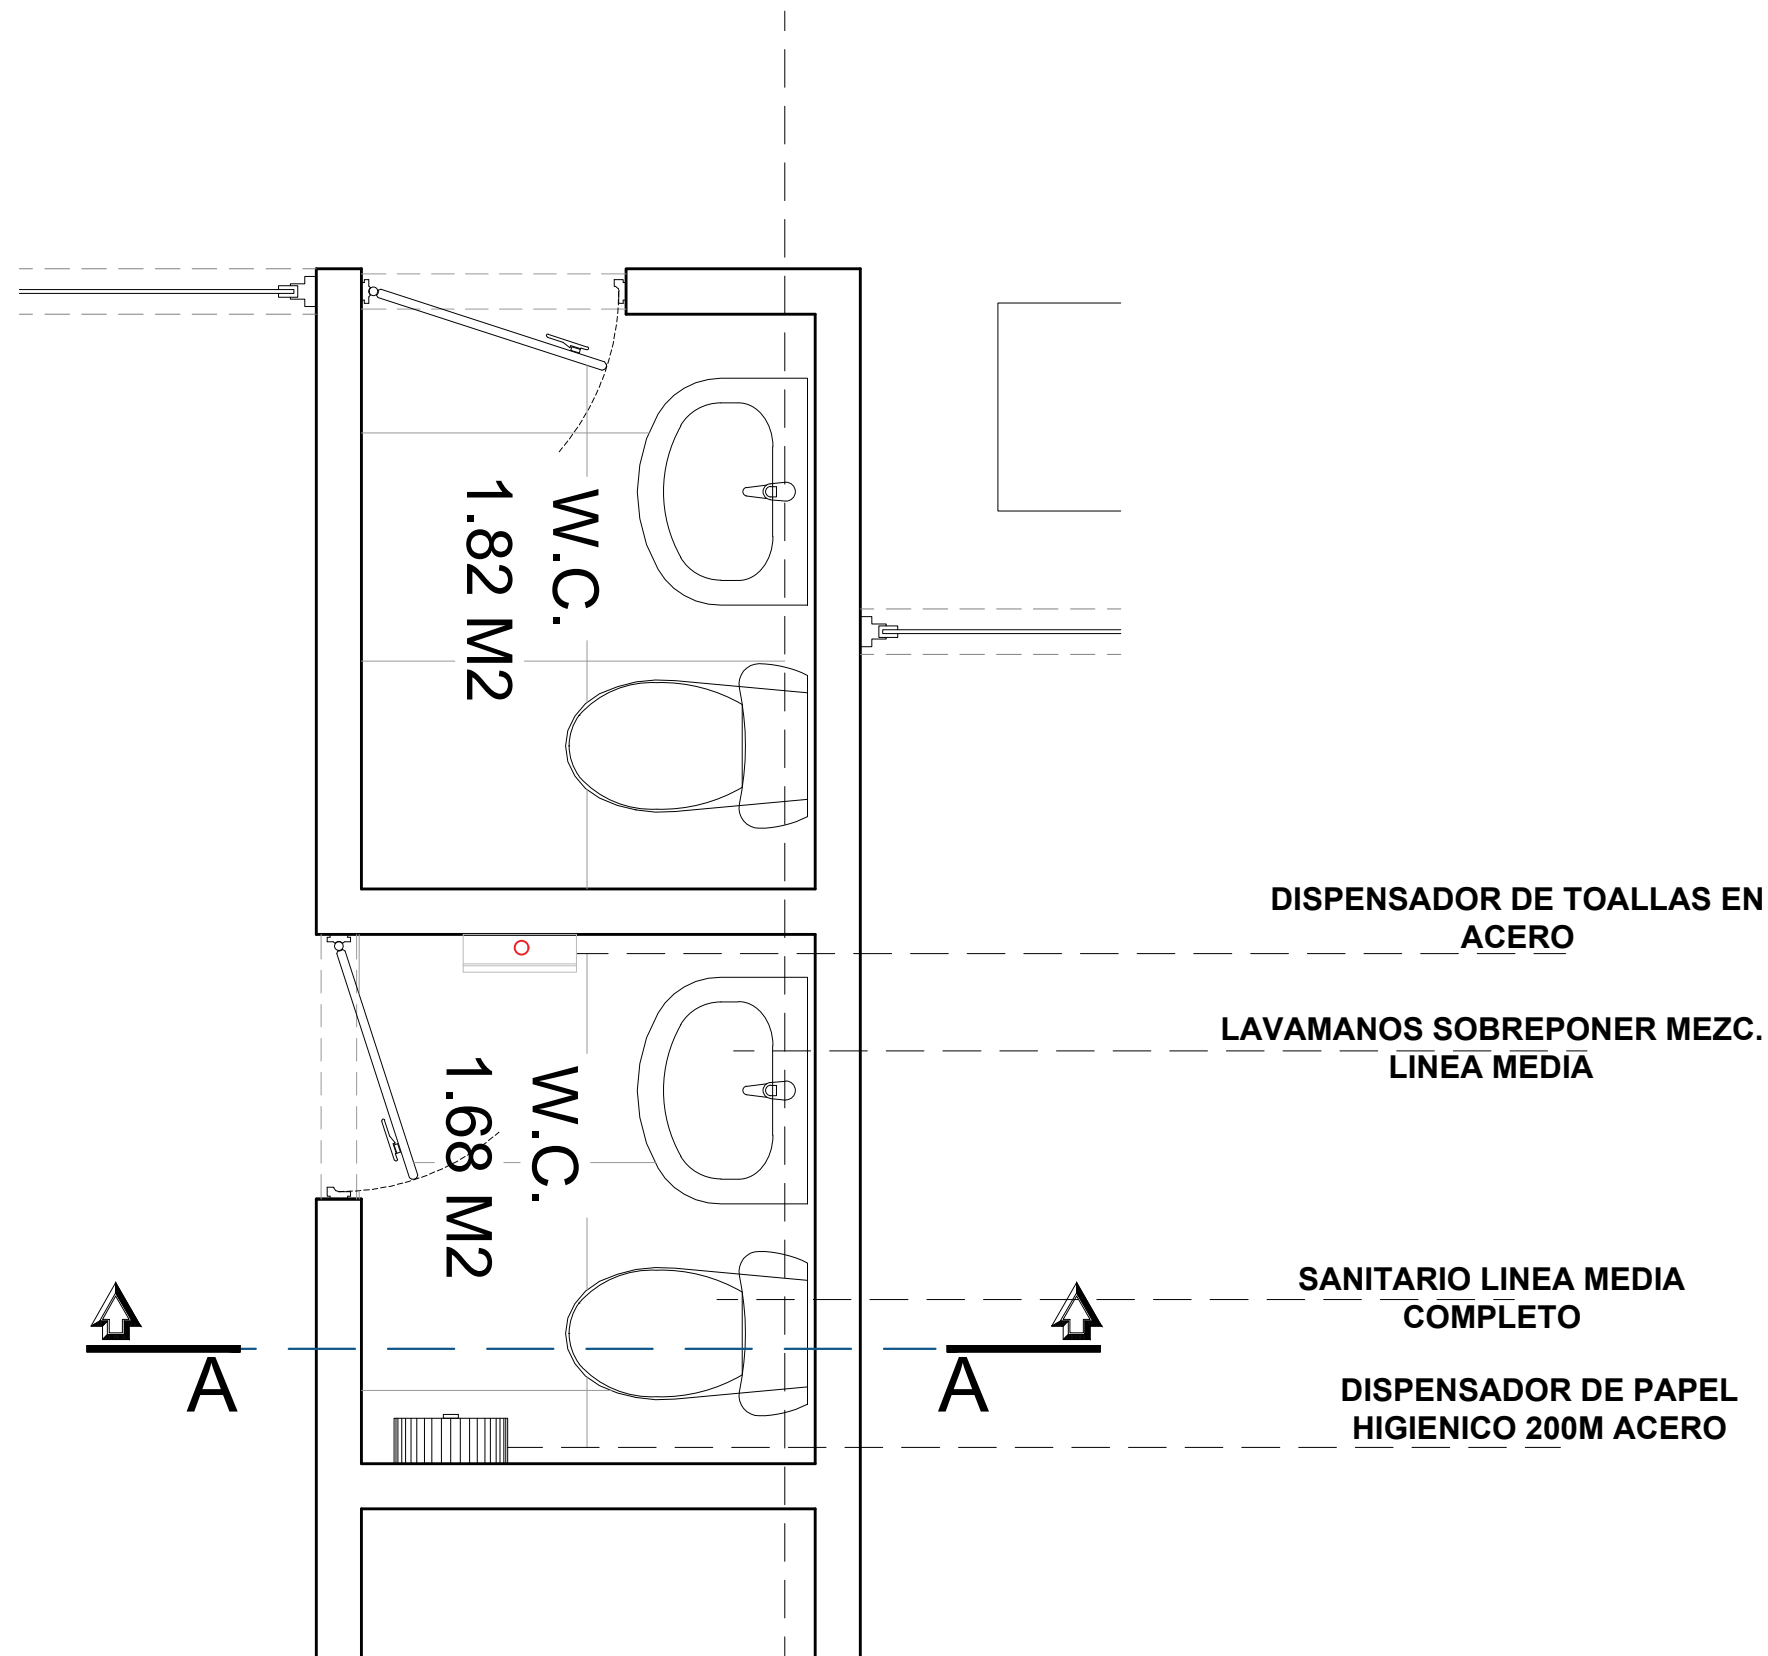 W.C.
1.82 M2
DISPENSADOR DE TOALLAS EN
ACERO
LAVAMANOS SOBREPONER MEZC.
LINEA MEDIA
W.C.
1.68 M2
SANITARIO LINEA MEDIA
COMPLETO
A
A
DISPENSADOR DE PAPEL
HIGIENICO 200M ACERO